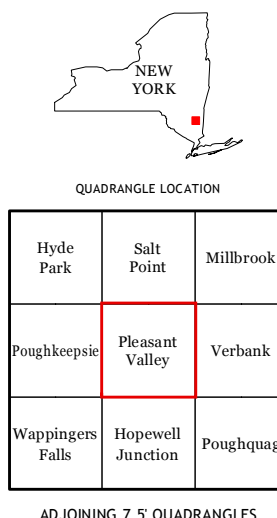 NEW
YORK
QUADRANGLE LOCATION
Hyde
Park
Salt
Point
Millbrook
Poughkeepsie
Pleasant
Valley
Verbank
Wappingers
Falls
Hopewell
Junction
Poughquag
ADJOINING 7.5' QUADRANGLES